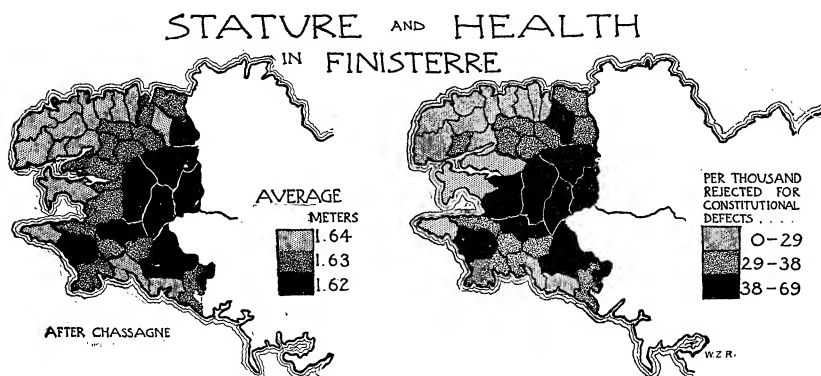 STATURE AND HEALTH
IN FINISTERRE
AVERAGE
METERS
1.64
1.63
1.62
AFTER CHASSAGNE
PER THOUSAND
REJECTED FOR
CONSTITUTIONAL
DEFECTS . . . .
0-29
29-38
38-69
W.Z.R.